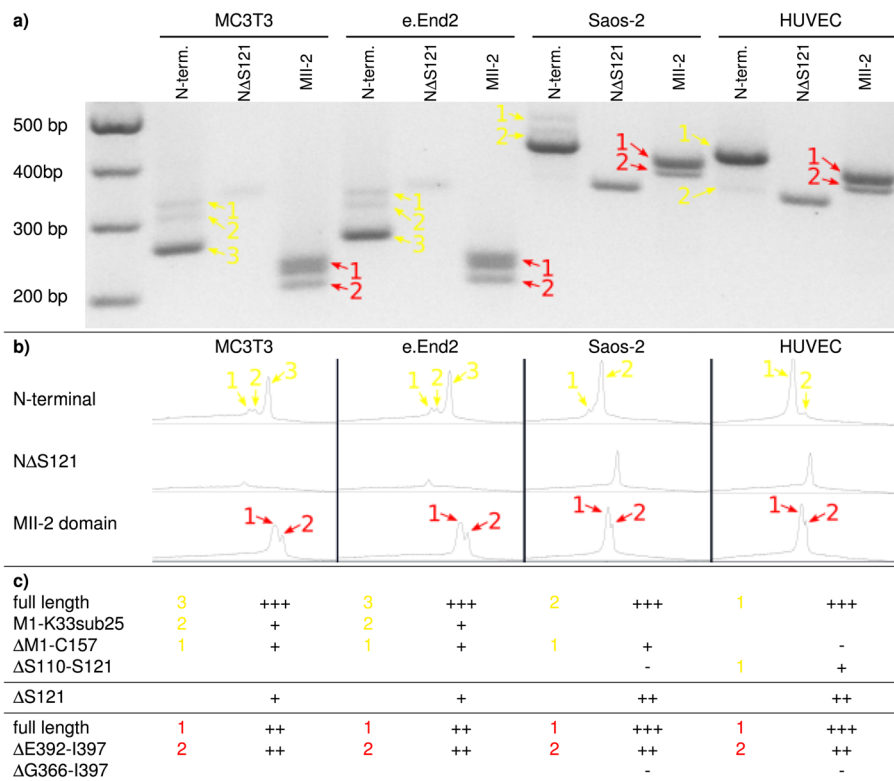 a) MC3T3 e.End2 Saos-2 HUVEC
N-term. NΔS121 MII-2 N-term. NΔS121 MII-2 N-term. NΔS121 MII-2 N-term. NΔS121 MII-2
500 bp
400bp
300 bp
200 bp
1 2 3 1 2 1 2 3 1 2 1 2 1 2 1 2 1 2
b) MC3T3 e.End2 Saos-2 HUVEC
N-terminal 1 2 3 1 2 3 1 2 1 2
NΔS121
MII-2 domain 1 2 1 2 1 2 1 2
c)
full length 3 +++ 3 +++ 2 +++ 1 +++
M1-K33sub25 2 + 2 +
ΔM1-C157 1 + 1 + 1 + -
ΔS110-S121 - 1 +
ΔS121 + + ++ ++
full length 1 ++ 1 ++ 1 +++ 1 +++
ΔE392-I397 2 ++ 2 ++ 2 ++ 2 ++
ΔG366-I397 - -